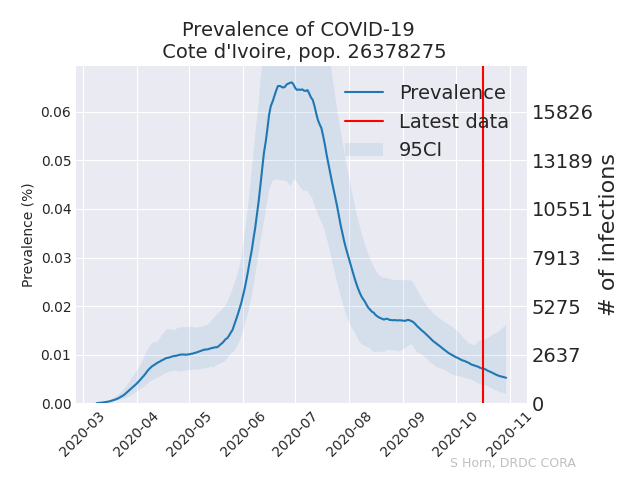 Prevalence of COVID-19
Cote d'Ivoire, pop. 26378275
Prevalence
Latest data
95CI
Prevalence (%)
0.06
0.05
0.04
0.03
0.02
0.01
0.00
15826
13189
10551
7913
5275
2637
0
# of infections
2020-03
2020-04
2020-05
2020-06
2020-07
2020-08
2020-09
2020-10
2020-11
S Horn, DRDC CORA